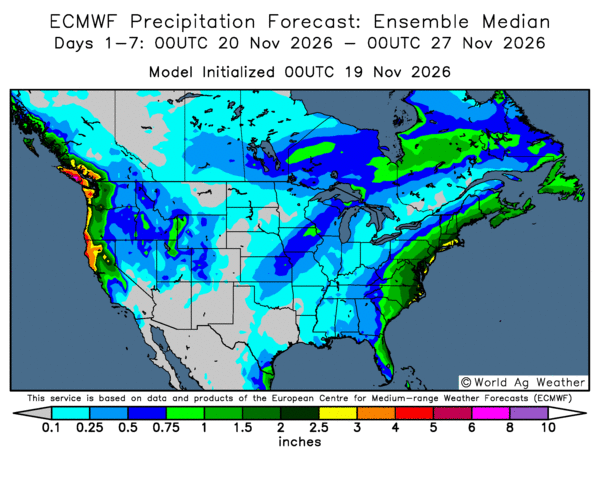 ECMWF Precipitation Forecast: Ensemble Median
Days 1-7: 00UTC 20 Nov 2026 - 00UTC 27 Nov 2026
Model Initialized 00UTC 19 Nov 2026
© World Ag Weather
This service is based on data and products of the European Centre for Medium-range Weather Forecasts (ECMWF)
0.1 0.25 0.5 0.75 1 1.5 2 2.5 3 4 5 6 8 10
inches